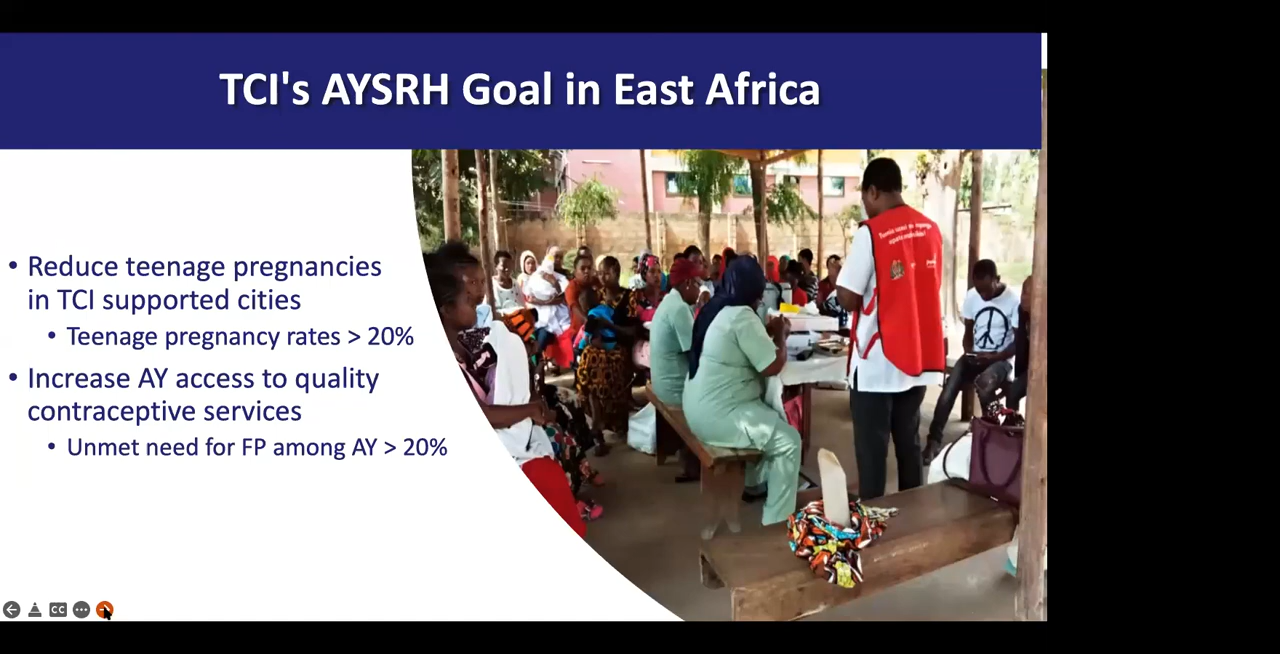 TCI's AYSRH Goal in East Africa
• Reduce teenage pregnancies
in TCI supported cities
• Teenage pregnancy rates > 20%
• Increase AY access to quality
contraceptive services
• Unmet need for FP among AY > 20%
CC